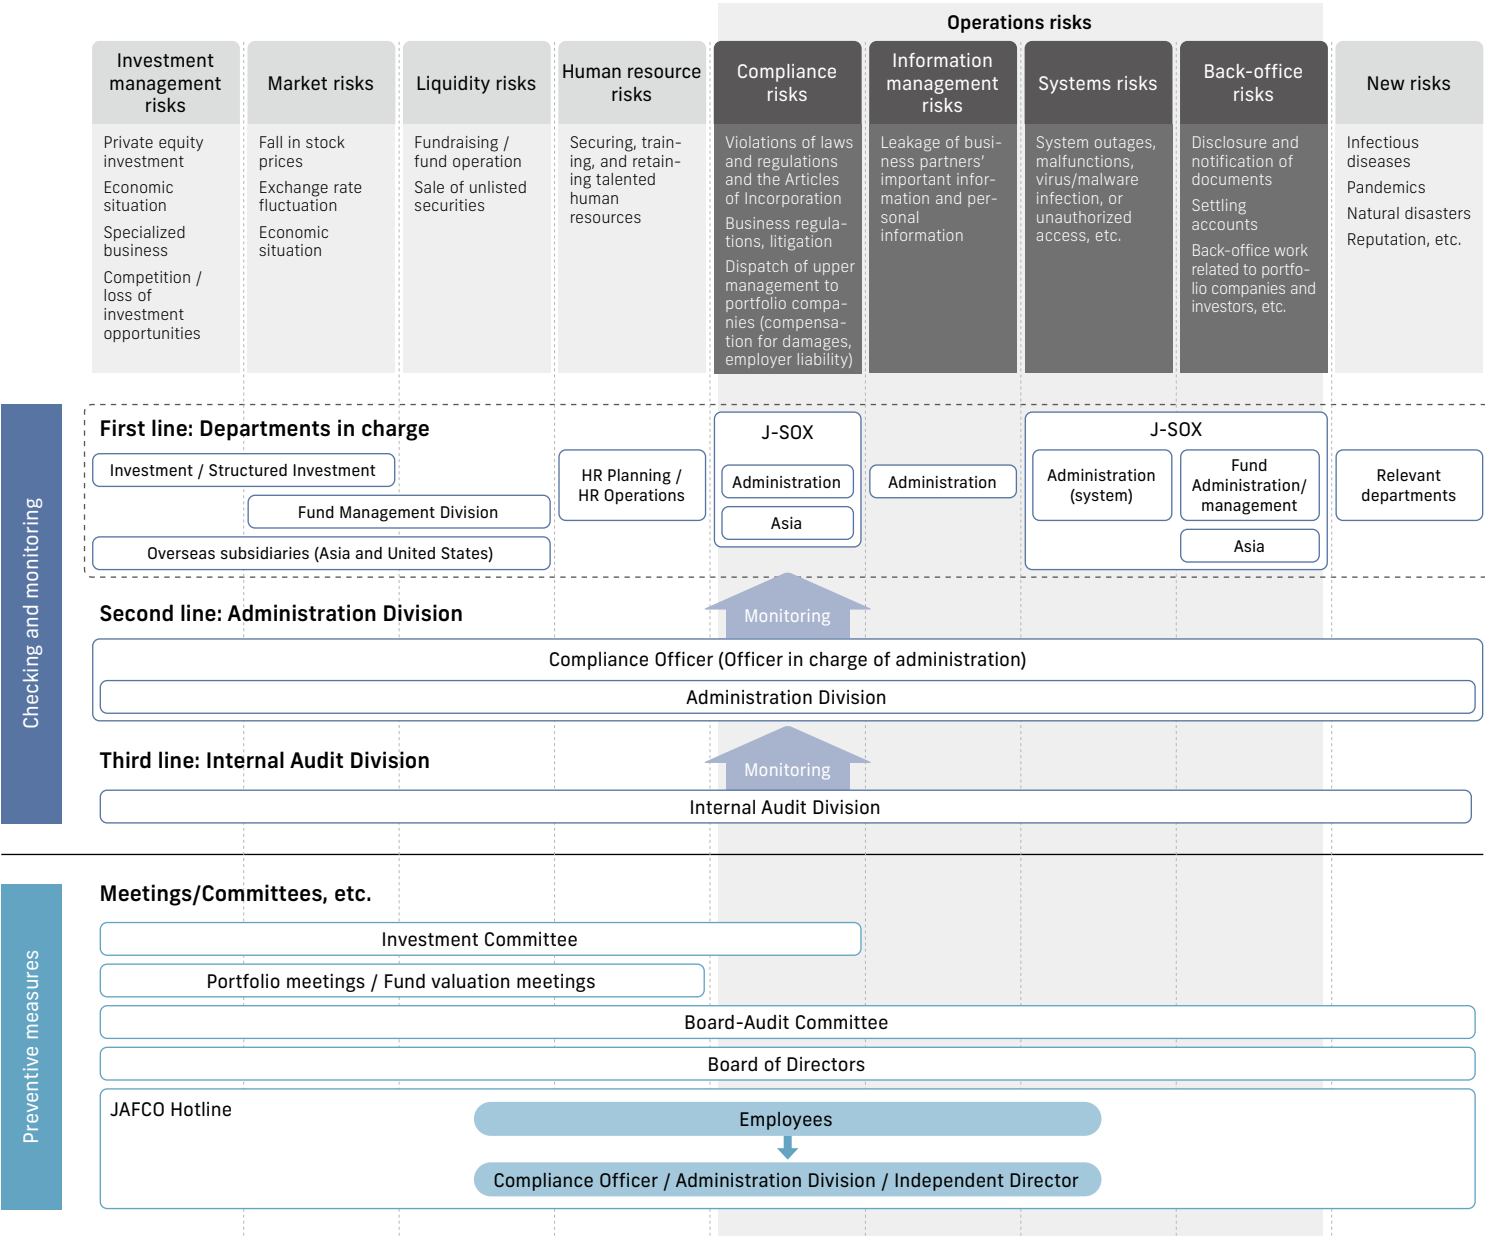 Operations risks
Investment
management
risks
Market risks
Liquidity risks
Human resource
risks
Compliance
risks
Information
management
risks
Systems risks
Back-office
risks
New risks
Private equity
investment
Economic
situation
Specialized
business
Competition /
loss of
investment
opportunities
Fall in stock
prices
Exchange rate
fluctuation
Economic
situation
Fundraising /
fund operation
Sale of unlisted
securities
Securing, train-
ing, and retain-
ing talented
human
resources
Violations of laws
and regulations
and the Articles
of Incorporation
Business regula-
tions, litigation
Dispatch of upper
management to
portfolio compa-
nies (compensa-
tion for damages,
employer liability)
Leakage of busi-
ness partners’
important infor-
mation and per-
sonal
information
System outages,
malfunctions,
virus/malware
infection, or
unauthorized
access, etc.
Disclosure and
notification of
documents
Settling
accounts
Back-office work
related to portfo-
lio companies and
investors, etc.
Infectious
diseases
Pandemics
Natural disasters
Reputation, etc.
Checking and monitoring
First line: Departments in charge
Investment / Structured Investment
Fund Management Division
Overseas subsidiaries (Asia and United States)
HR Planning /
HR Operations
J-SOX
Administration
Asia
Administration
J-SOX
Administration
(system)
Fund
Administration/
management
Asia
Relevant
departments
Second line: Administration Division
Monitoring
Compliance Officer (Officer in charge of administration)
Administration Division
Third line: Internal Audit Division
Monitoring
Internal Audit Division
Preventive measures
Meetings/Committees, etc.
Investment Committee
Portfolio meetings / Fund valuation meetings
Board-Audit Committee
Board of Directors
JAFCO Hotline
Employees
Compliance Officer / Administration Division / Independent Director